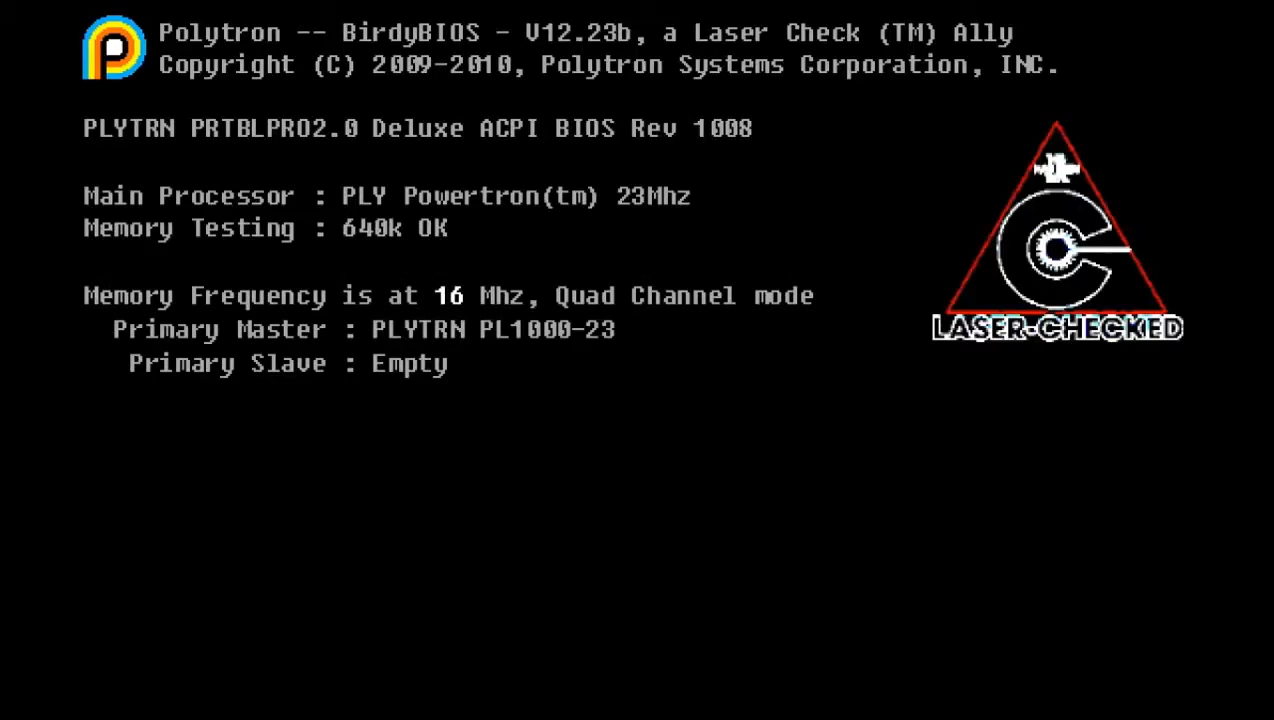 Polytron -- BirdyBIOS - V12.23b, a Laser Check (TM) Ally
Copyright (C) 2009-2010, Polytron Systems Corporation, INC.
PLYTRN PRTBLPRO2.0 Deluxe ACPI BIOS Rev 1008
Main Processor : PLY Powertron(tm) 23Mhz
Memory Testing : 640k OK
Memory Frequency is at 16 Mhz, Quad Channel mode
Primary Master : PLYTRN PL1000-23
Primary Slave : Empty
LASER-CHECKED